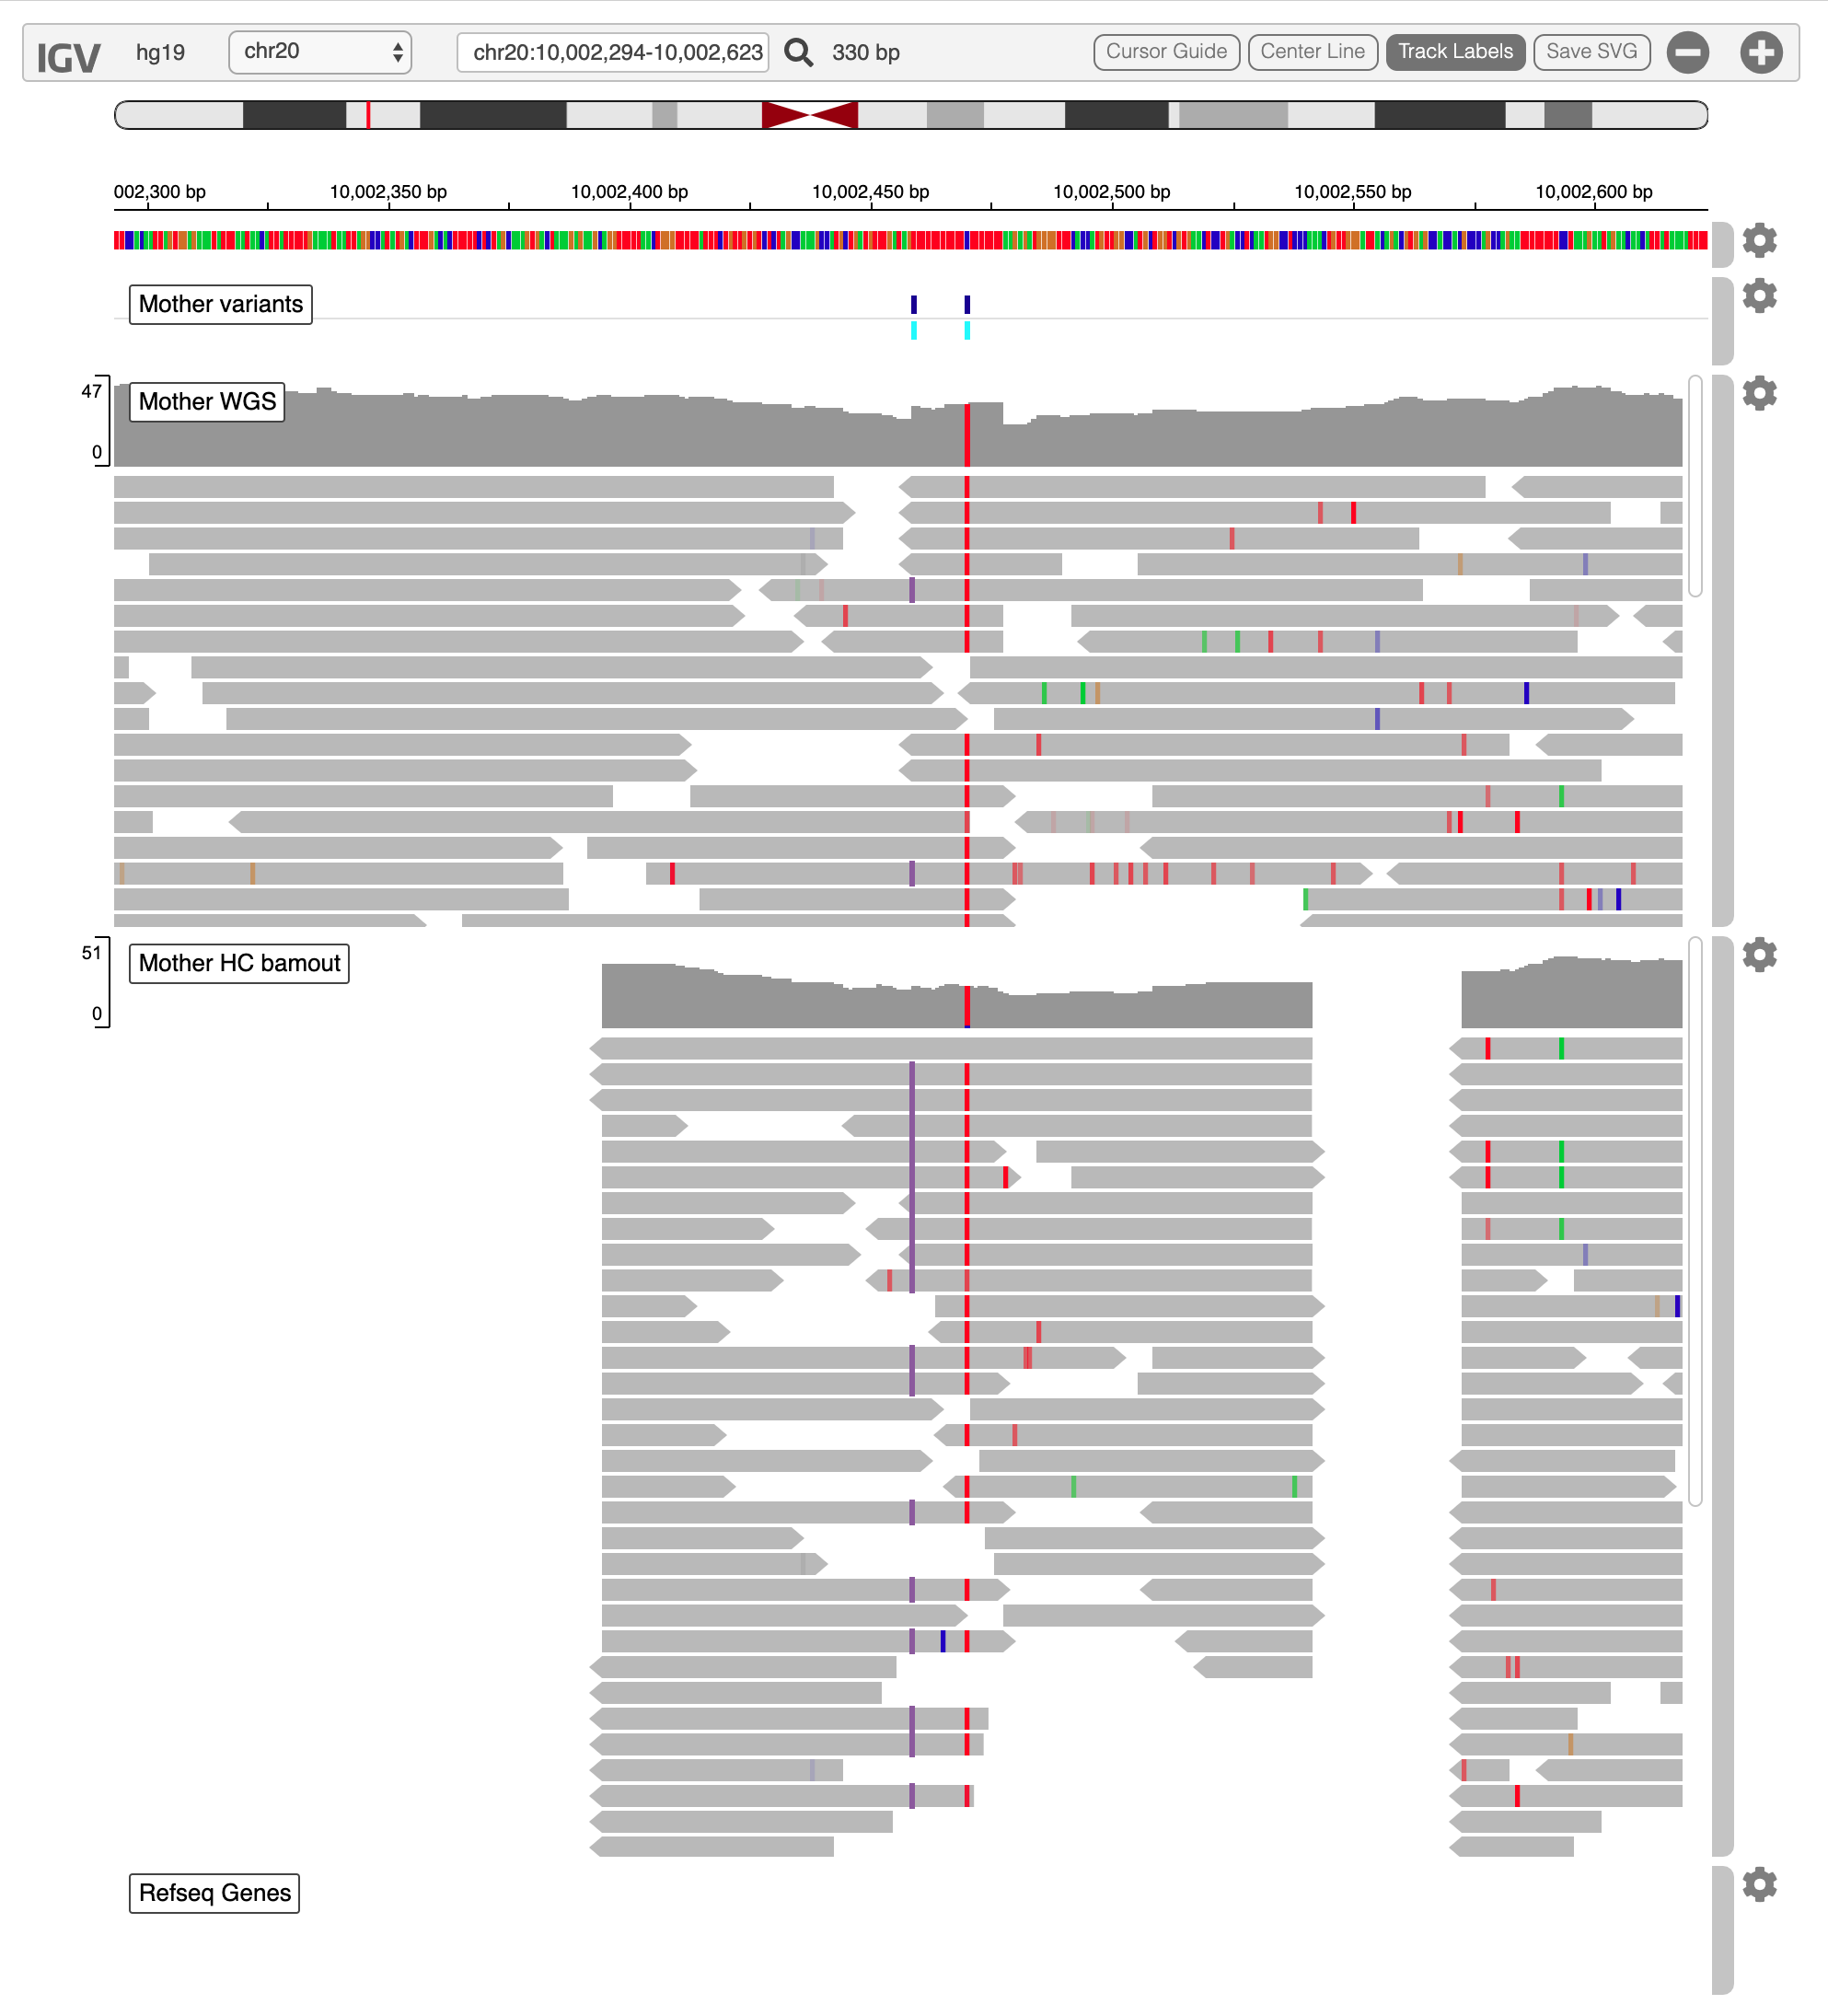 IGV hg19 chr20 chr20:10,002,294-10,002,623 330 bp Cursor Guide Center Line Track Labels Save SVG
002,300 bp 10,002,350 bp 10,002,400 bp 10,002,450 bp 10,002,500 bp 10,002,550 bp 10,002,600 bp
Mother variants
47
Mother WGS
0
51
Mother HC bamout
0
Refseq Genes